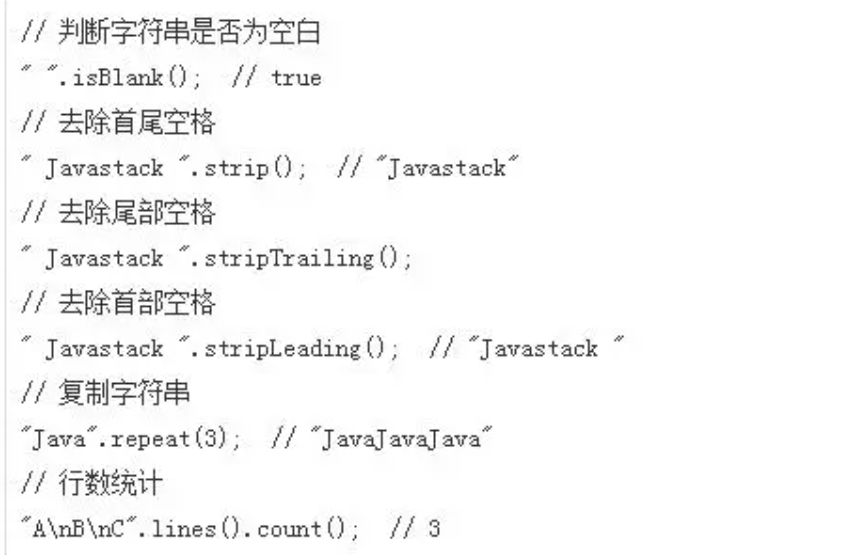 // 判断字符串是否为空白
" ".isBlank();  // true
// 去除首尾空格
" Javastack ".strip();  // "Javastack"
// 去除尾部空格
" Javastack ".stripTrailing();
// 去除首部空格
" Javastack ".stripLeading();  // "Javastack "
// 复制字符串
"Java".repeat(3);  // "JavaJavaJava"
// 行数统计
"A\nB\nC".lines().count();  // 3